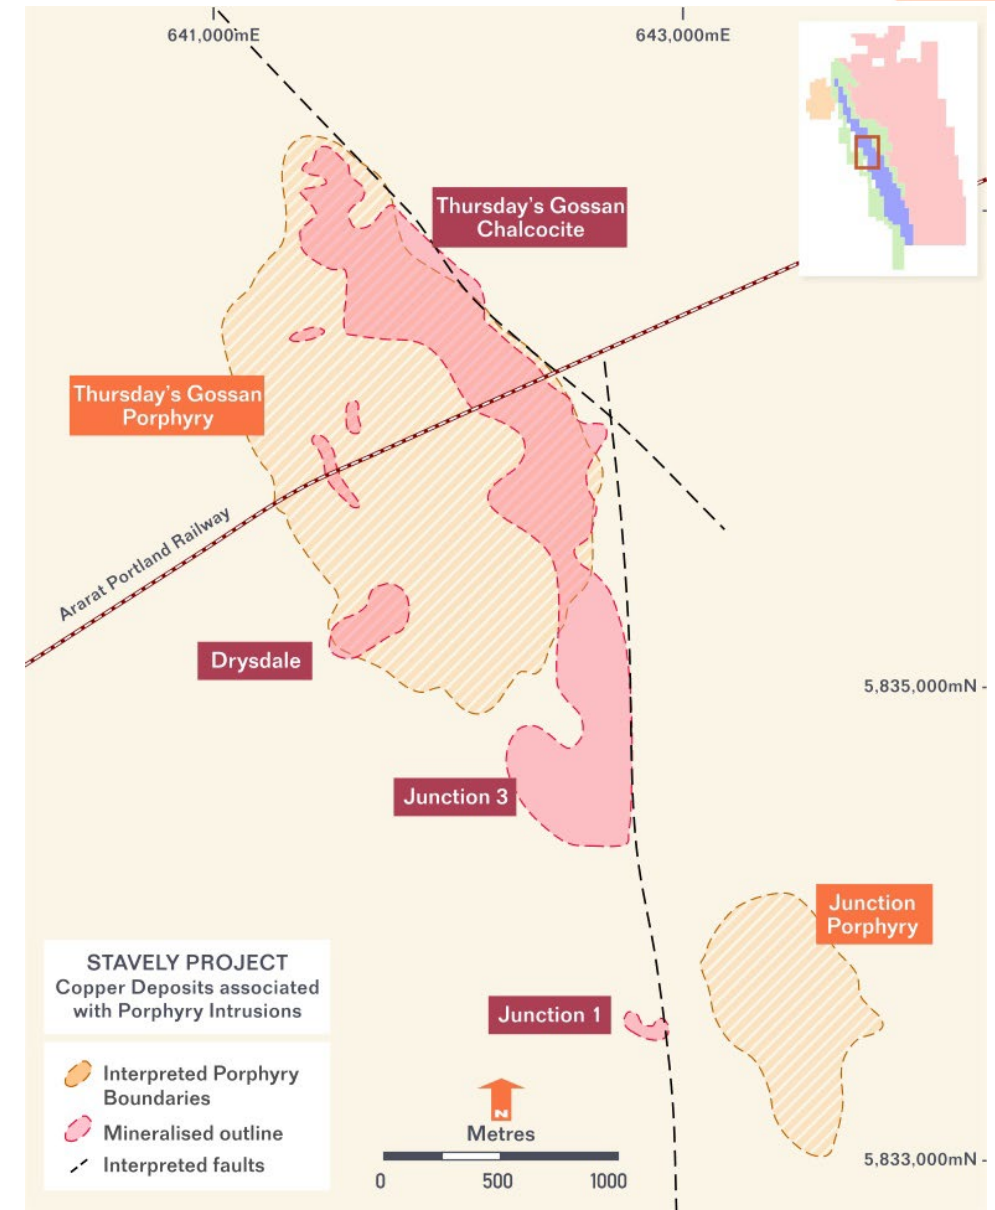 641,000mE
643,000mE
Thursday's Gossan
Chalcocite
Thursday's Gossan
Porphyry
Ararat Portland Railway
Drysdale
5,835,000mN
Junction 3
Junction
Porphyry
STAVELY PROJECT
Copper Deposits associated
with Porphyry Intrusions
Junction 1
Interpreted Porphyry
Boundaries
Mineralised outline
Interpreted faults
N
Metres
0 500 1000
5,833,000mN